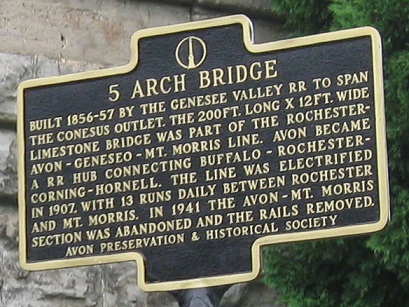 5 ARCH BRIDGE
BUILT 1856-57 BY THE GENESEE VALLEY RR TO SPAN
THE CONESUS OUTLET. THE 200FT. LONG X 12FT. WIDE
LIMESTONE BRIDGE WAS PART OF THE ROCHESTER-
AVON-GENESEO-MT. MORRIS LINE. AVON BECAME
A RR HUB CONNECTING BUFFALO-ROCHESTER-
CORNING-HORNELL. THE LINE WAS ELECTRIFIED
IN 1907, WITH 13 RUNS DAILY BETWEEN ROCHESTER
AND MT. MORRIS. IN 1941 THE AVON-MT. MORRIS
SECTION WAS ABANDONED AND THE RAILS REMOVED.
AVON PRESERVATION & HISTORICAL SOCIETY